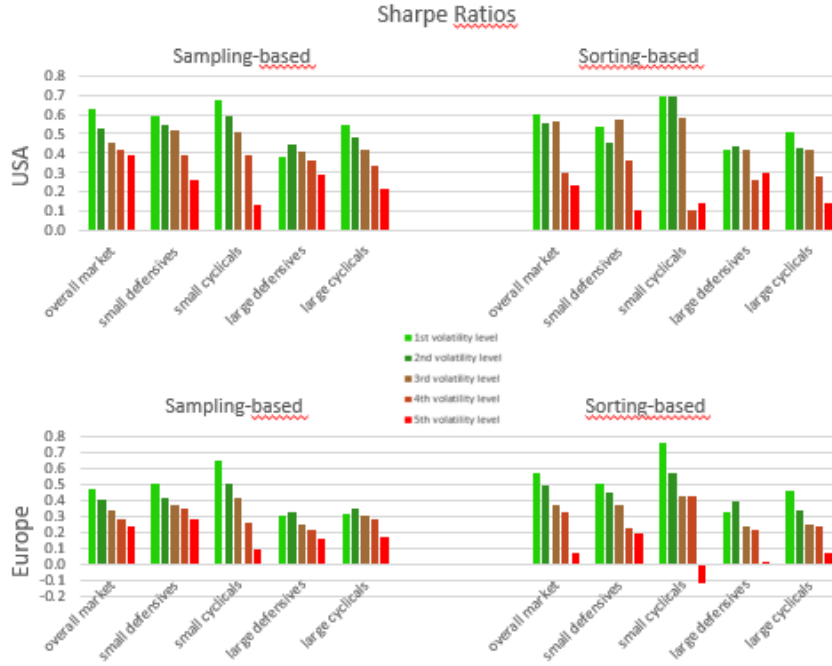 Sharpe Ratios
Sampling-based
Sorting-based
USA
0.8
0.7
0.6
0.5
0.4
0.3
0.2
0.1
0.0
overall market
small defensives
small cyclicals
large defensives
large cyclicals
overall market
small defensives
small cyclicals
large defensives
large cyclicals
1st volatility level
2nd volatility level
3rd volatility level
4th volatility level
5th volatility level
Sampling-based
Sorting-based
Europe
0.8
0.7
0.6
0.5
0.4
0.3
0.2
0.1
0.0
-0.1
-0.2
overall market
small defensives
small cyclicals
large defensives
large cyclicals
overall market
small defensives
small cyclicals
large defensives
large cyclicals